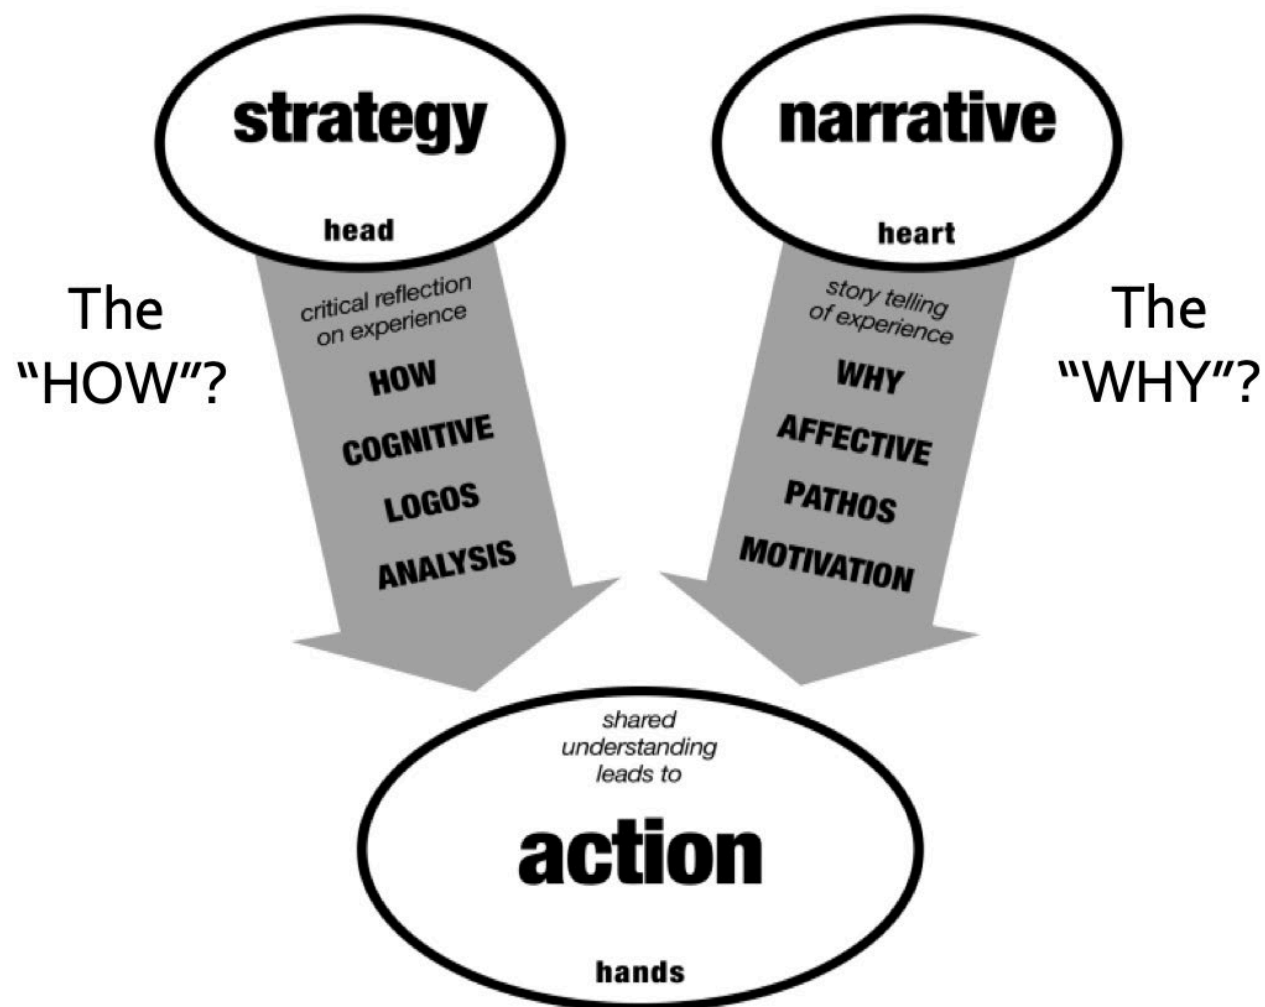 strategy
head
narrative
heart
The
“HOW”?
critical reflection
on experience
HOW
COGNITIVE
LOGOS
ANALYSIS
story telling
of experience
WHY
AFFECTIVE
PATHOS
MOTIVATION
The
“WHY”?
shared
understanding
leads to
action
hands